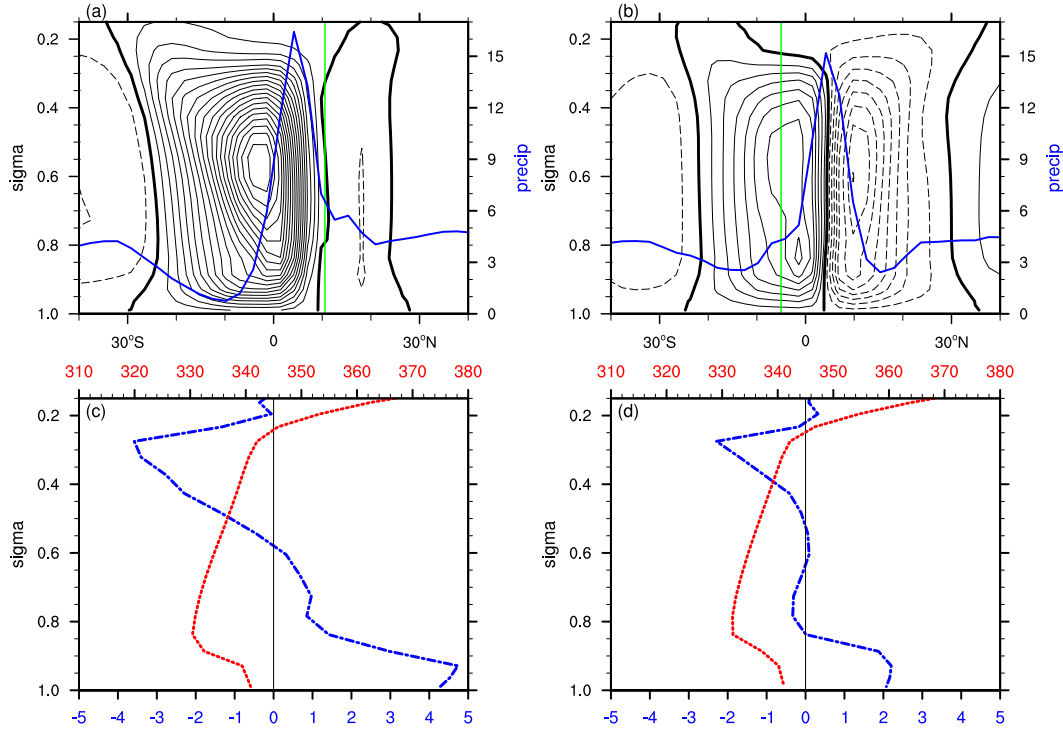 (a) (b)
0.2 15 0.2 15
0.4 12 0.4 12
sigma 0.6 9 precip sigma 0.6 9 precip
6 6
0.8 3 0.8 3
1.0 0 1.0 0
30°S 0 30°N 30°S 0 30°N
310 320 330 340 350 360 370 380 310 320 330 340 350 360 370 380
(c) (d)
0.2 0.2
0.4 0.4
sigma 0.6 sigma 0.6
0.8 0.8
1.0 1.0
-5 -4 -3 -2 -1 0 1 2 3 4 5 -5 -4 -3 -2 -1 0 1 2 3 4 5